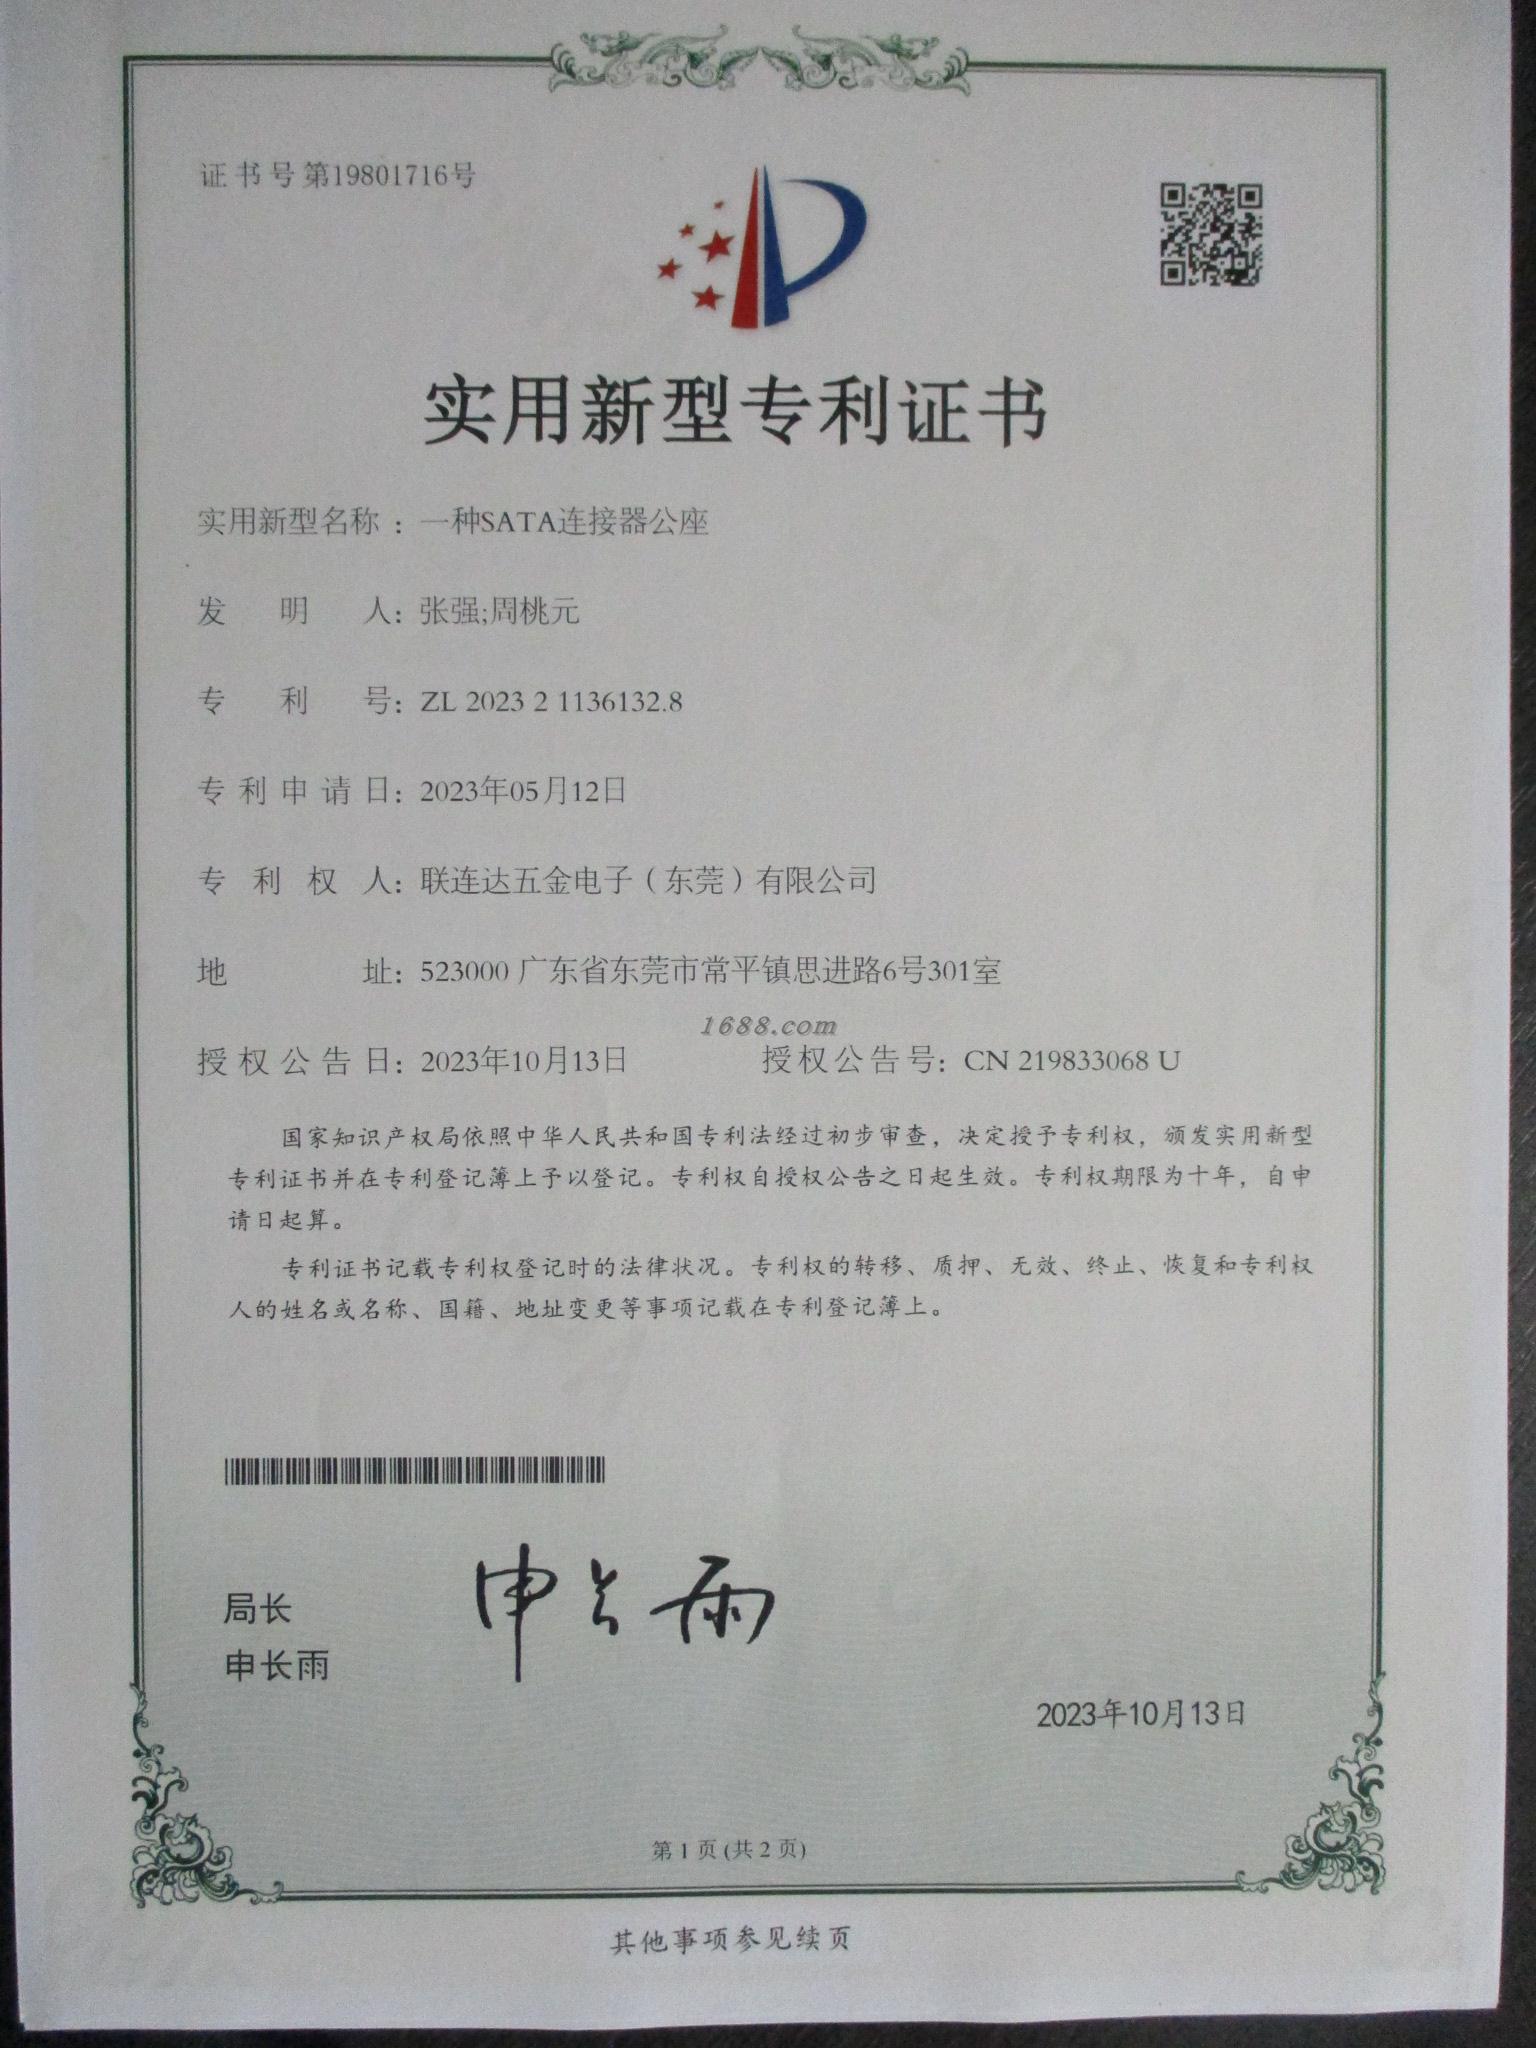 证书号第19801716号
实用新型专利证书
实用新型名称：一种SATA连接器公座
发明人：张强;周桃元
专利号：ZL 2023 2 1136132.8
专利申请日：2023年05月12日
专利权人：联连达五金电子（东莞）有限公司
地址：523000 广东省东莞市常平镇思进路6号301室
1688.com
授权公告日：2023年10月13日 授权公告号：CN 219833068 U
国家知识产权局依照中华人民共和国专利法经过初步审查，决定授予专利权，颁发实用新型
专利证书并在专利登记簿上予以登记。专利权自授权公告之日起生效。专利权期限为十年，自申
请日起算。
专利证书记载专利权登记时的法律状况。专利权的转移、质押、无效、终止、恢复和专利权
人的姓名或名称、国籍、地址变更等事项记载在专利登记簿上。
局长
申长雨
申长雨
2023年10月13日
第 1 页 (共 2 页)
其他事项参见续页